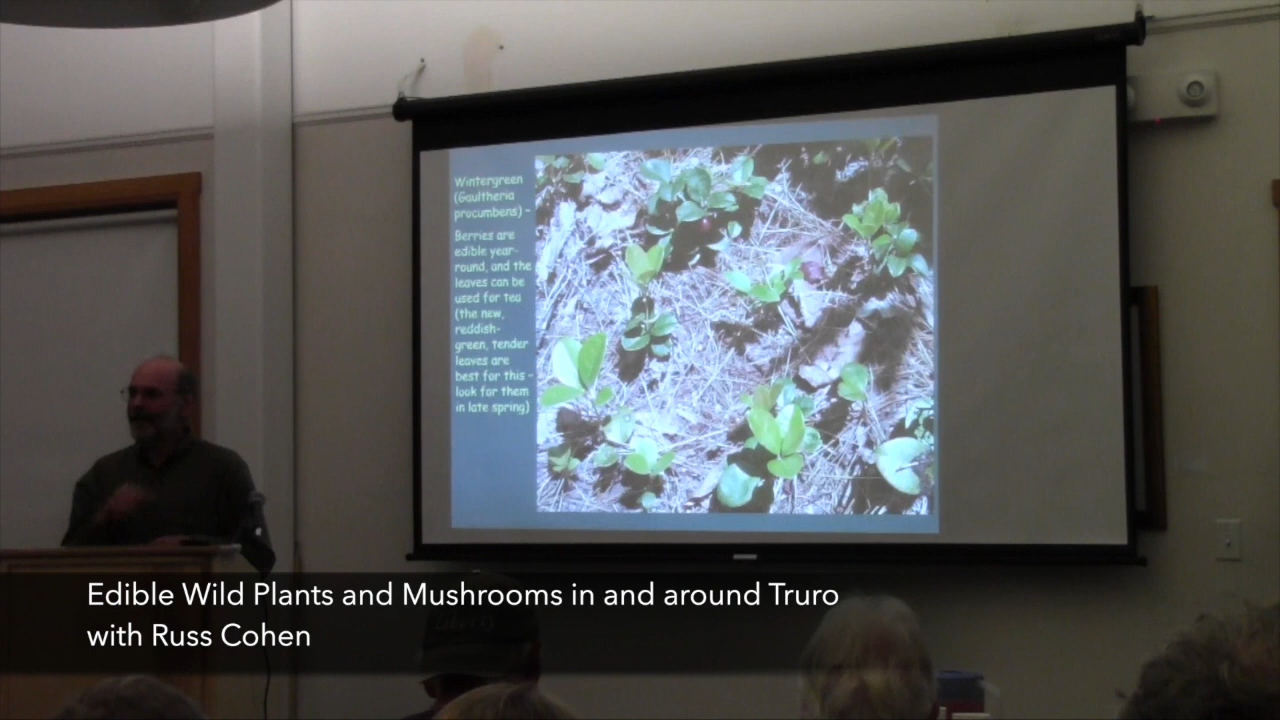 Wintergreen
(Gaultheria
procumbens) –
Berries are
edible year-
round, and the
leaves can be
used for tea
(the new,
reddish-
green, tender
leaves are
best for this –
look for them
in late spring)
Edible Wild Plants and Mushrooms in and around Truro
with Russ Cohen